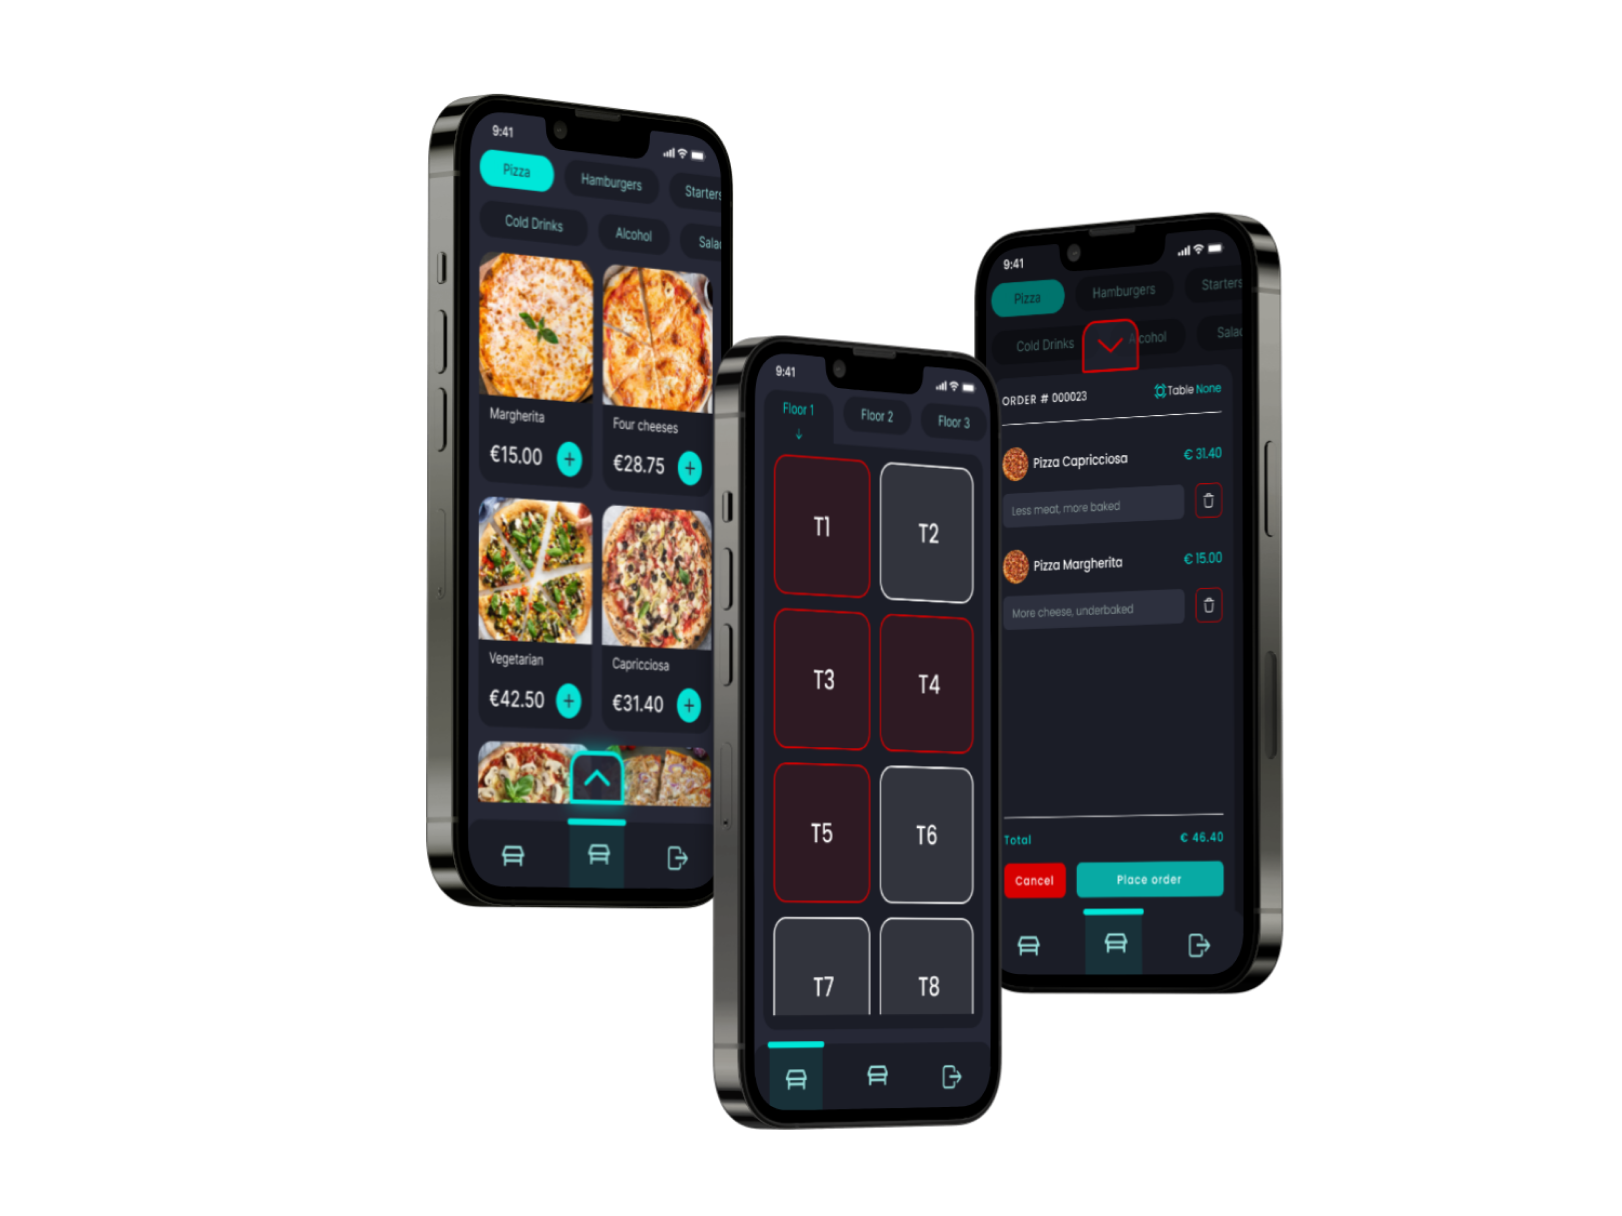 9:41
Pizza
Hamburgers
Starters
Cold Drinks
Alcohol
Salad
Margherita
€15.00
Four cheeses
€28.75
Vegetarian
€42.50
Capricciosa
€31.40
9:41
Floor 1
Floor 2
Floor 3
T1
T2
T3
T4
T5
T6
T7
T8
9:41
Pizza
Hamburgers
Starters
Cold Drinks
Alcohol
Salad
ORDER # 000023
Table None
Pizza Capricciosa
€ 31.40
Less meat, more baked
Pizza Margherita
€ 15.00
More cheese, underbaked
Total
€ 46.40
Cancel
Place order